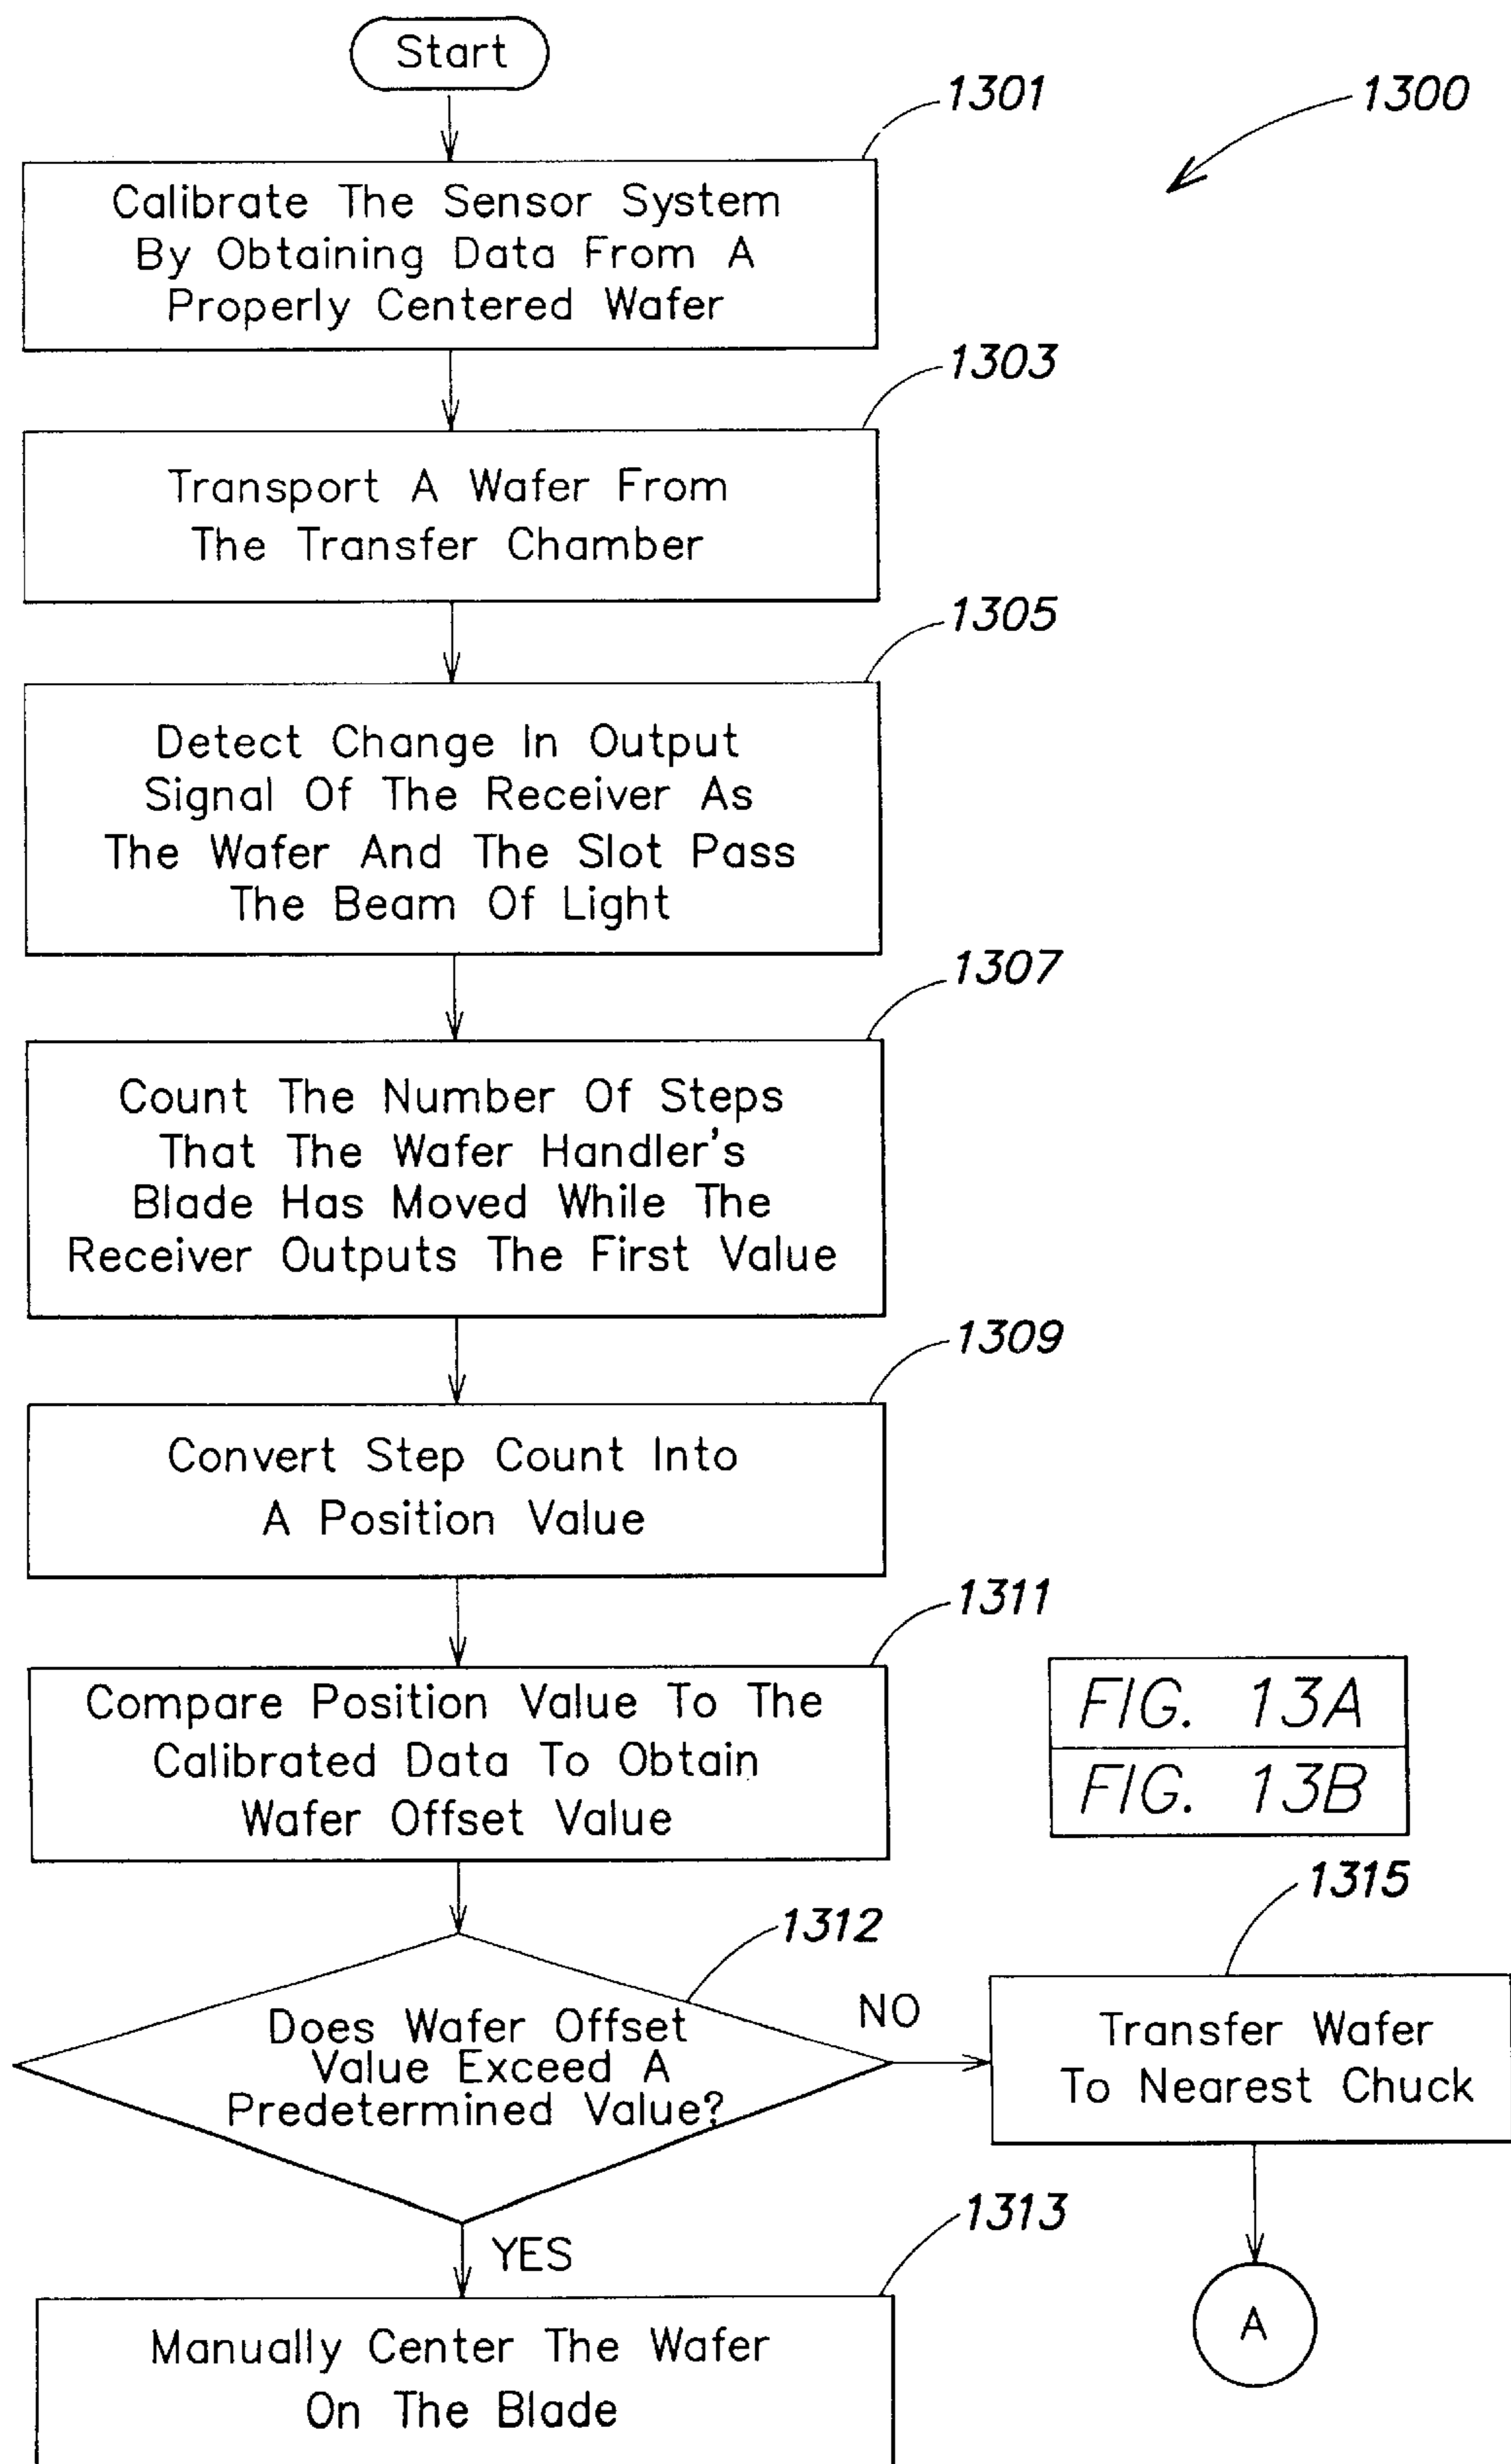 Start
1301
1300
Calibrate The Sensor System
By Obtaining Data From A
Properly Centered Wafer
1303
Transport A Wafer From
The Transfer Chamber
1305
Detect Change In Output
Signal Of The Receiver As
The Wafer And The Slot Pass
The Beam Of Light
1307
Count The Number Of Steps
That The Wafer Handler's
Blade Has Moved While The
Receiver Outputs The First Value
1309
Convert Step Count Into
A Position Value
1311
Compare Position Value To The
Calibrated Data To Obtain
Wafer Offset Value
FIG. 13A
FIG. 13B
1312
Does Wafer Offset
Value Exceed A
Predetermined Value?
NO
1315
Transfer Wafer
To Nearest Chuck
YES
1313
Manually Center The Wafer
On The Blade
A